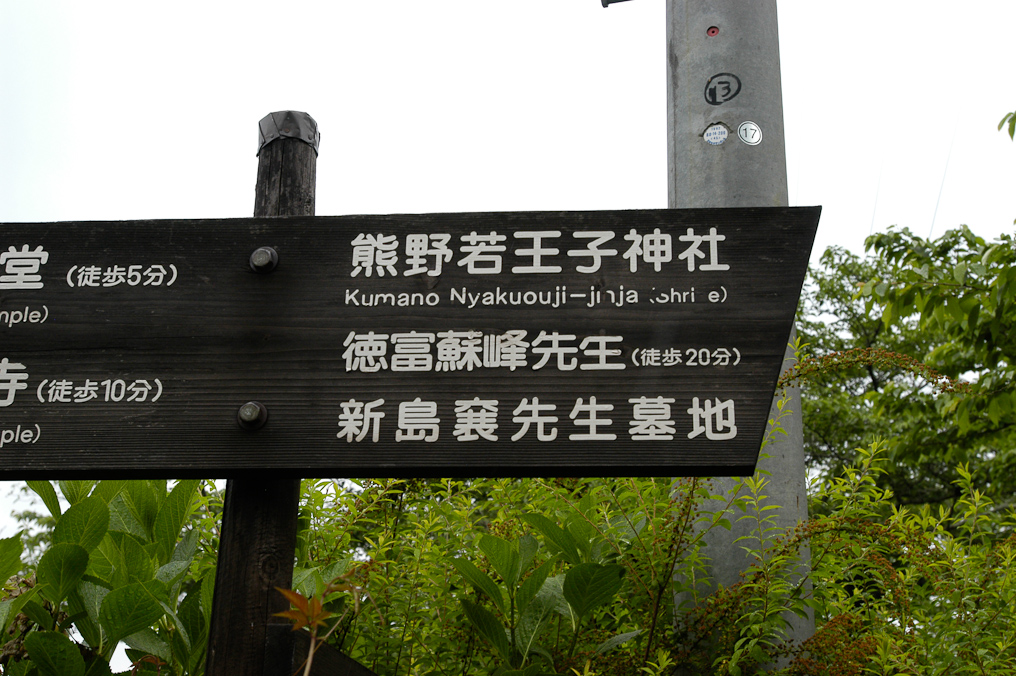 13
17
堂 (徒歩5分)
mple)
寺 (徒歩10分)
ple)
熊野若王子神社
Kumano Nyakuouji-jinja (Shri e)
徳富蘇峰先生 (徒歩20分)
新島襄先生墓地